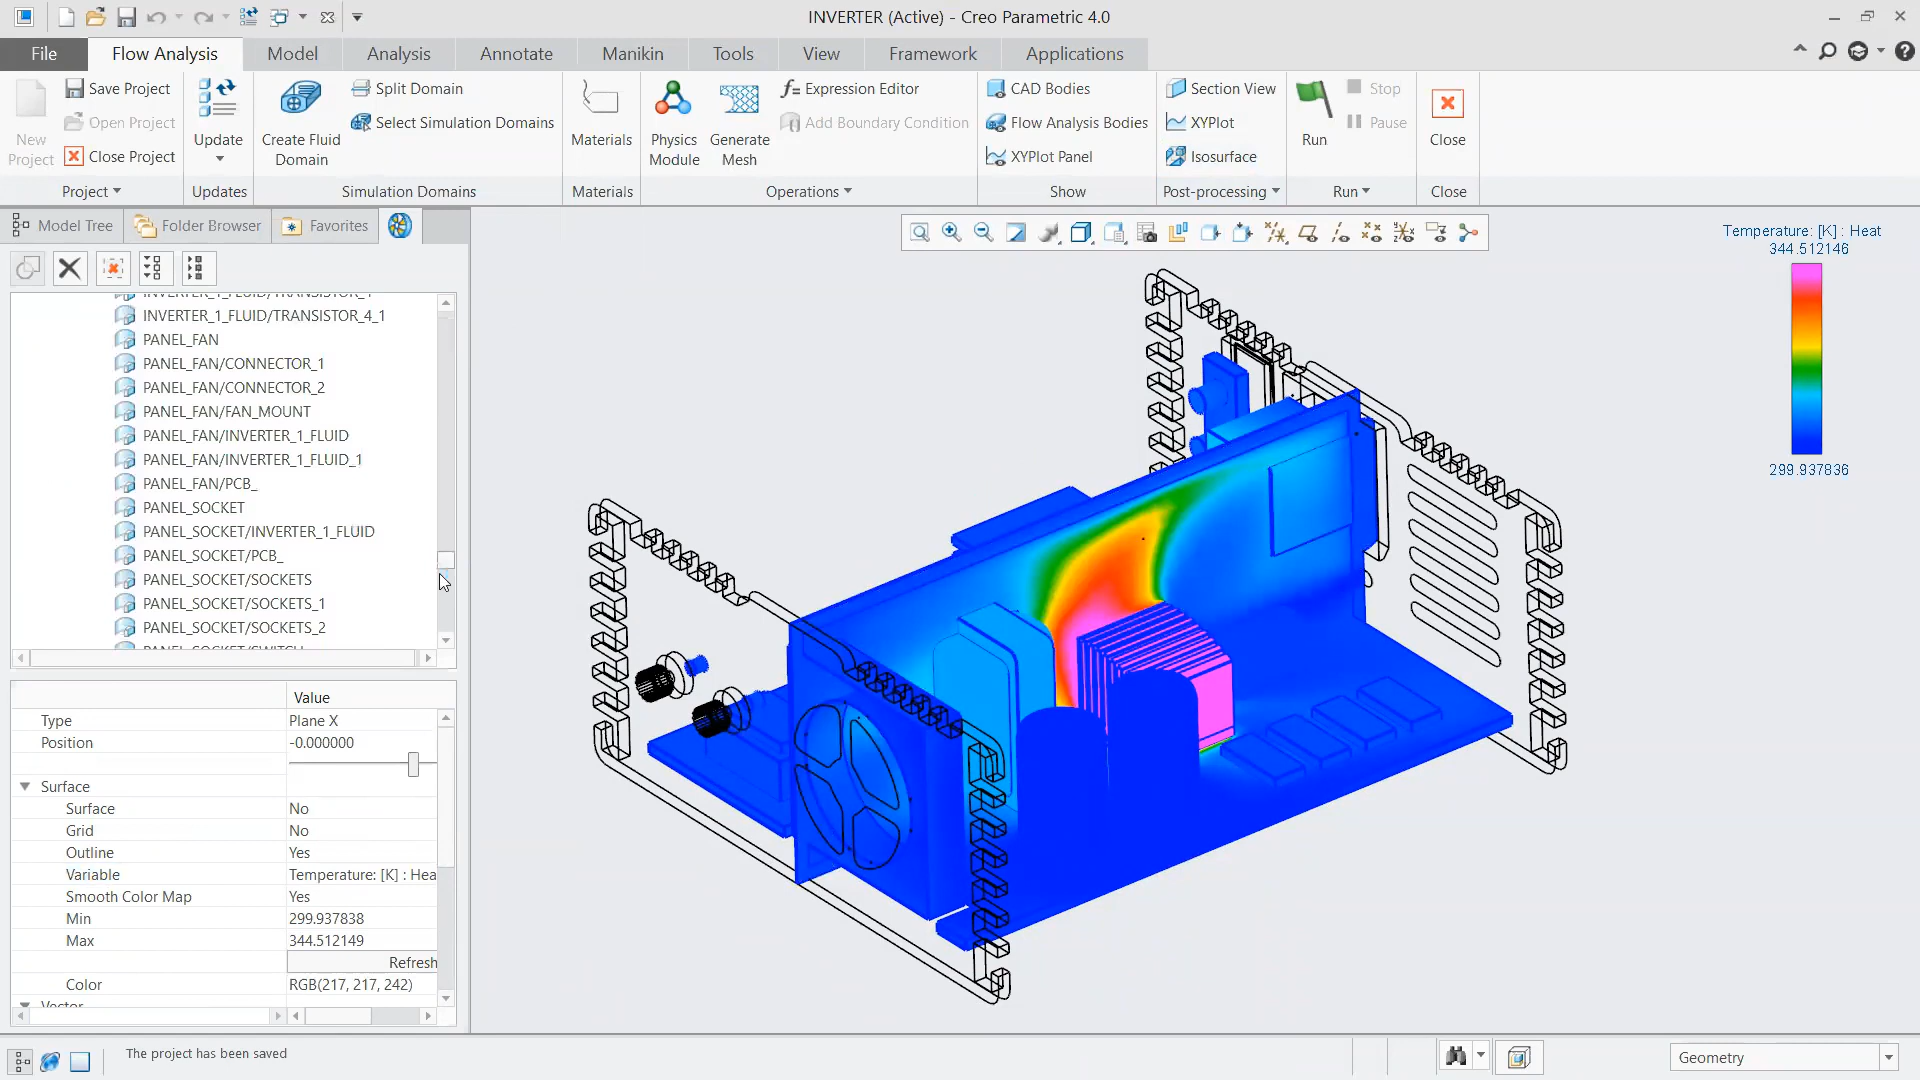 INVERTER (Active) - Creo Parametric 4.0
File
Flow Analysis
Model
Analysis
Annotate
Manikin
Tools
View
Framework
Applications
New Project
Save Project
Open Project
Close Project
Update
Create Fluid Domain
Split Domain
Select Simulation Domains
Materials
Physics Module
Generate Mesh
Expression Editor
Add Boundary Condition
CAD Bodies
Flow Analysis Bodies
XYPlot Panel
Section View
XYPlot
Isosurface
Run
Stop
Pause
Close
Project
Updates
Simulation Domains
Materials
Operations
Show
Post-processing
Run
Close
Model Tree
Folder Browser
Favorites
INVERTER_1_FLUID/TRANSISTOR_4_1
PANEL_FAN
PANEL_FAN/CONNECTOR_1
PANEL_FAN/CONNECTOR_2
PANEL_FAN/FAN_MOUNT
PANEL_FAN/INVERTER_1_FLUID
PANEL_FAN/INVERTER_1_FLUID_1
PANEL_FAN/PCB_
PANEL_SOCKET
PANEL_SOCKET/INVERTER_1_FLUID
PANEL_SOCKET/PCB_
PANEL_SOCKET/SOCKETS
PANEL_SOCKET/SOCKETS_1
PANEL_SOCKET/SOCKETS_2
Value
Type Plane X
Position -0.000000
Surface
Surface No
Grid No
Outline Yes
Variable Temperature: [K] : Hea
Smooth Color Map Yes
Min 299.937838
Max 344.512149
Refresh
Color RGB(217, 217, 242)
Vector
Temperature: [K] : Heat
344.512146
299.937836
The project has been saved
Geometry